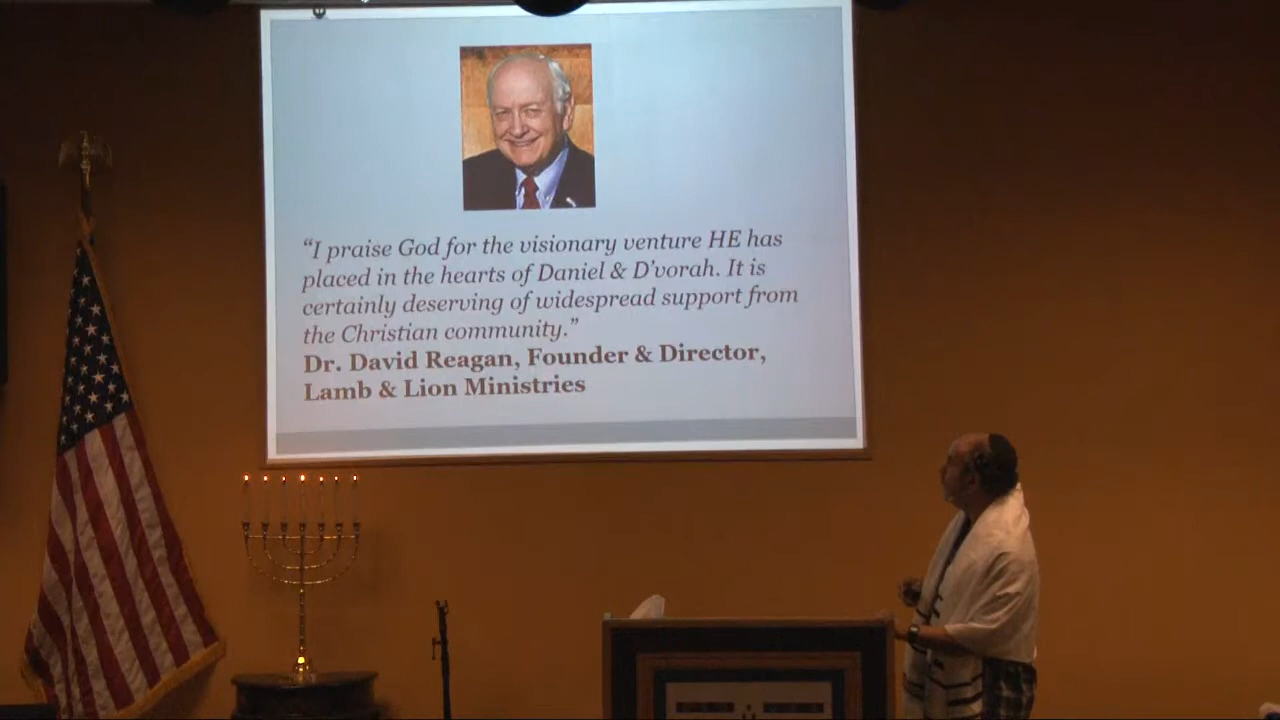 “I praise God for the visionary venture HE has
placed in the hearts of Daniel & D’vorah. It is
certainly deserving of widespread support from
the Christian community.”
Dr. David Reagan, Founder & Director,
Lamb & Lion Ministries